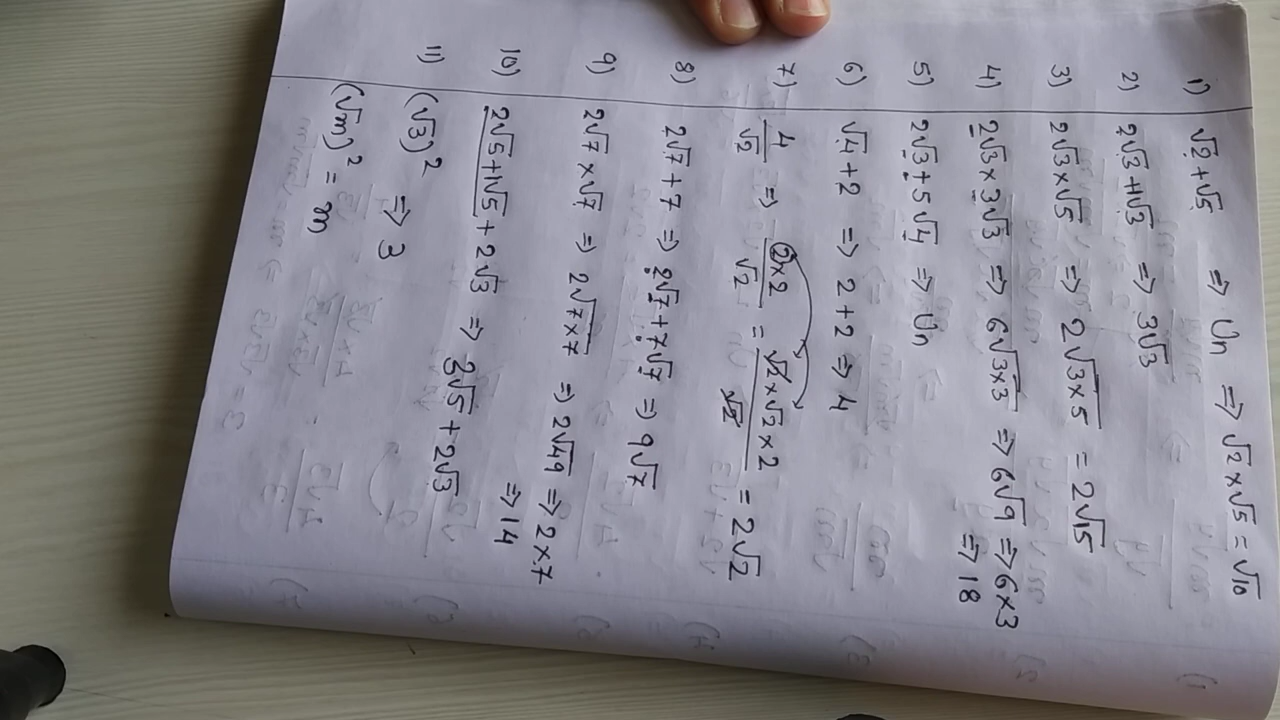 1) √2+√5 ⇒ Un ⇒ √2×√5 = √10
2) 2√3+1√3 ⇒ 3√3
3) 2√3×√5 ⇒ 2√3×5 = 2√15
4) 2√3×3√3 ⇒ 6√3×3 ⇒ 6√9 ⇒ 6×3
⇒ 18
5) 2√3+5√4 ⇒ Un
6) √4+2 ⇒ 2+2 ⇒ 4
7) 4/√2 ⇒ 2×2/√2 = √2×√2×2/√2 = 2√2
8) 2√7+7 ⇒ 2√7+7√7 ⇒ 9√7
9) 2√7×√7 ⇒ 2√7×7 ⇒ 2√49 ⇒ 2×7
⇒ 14
10) 2√5+1√5+2√3 ⇒ 3√5+2√3
11) (√3)² ⇒ 3
(√m)² = m